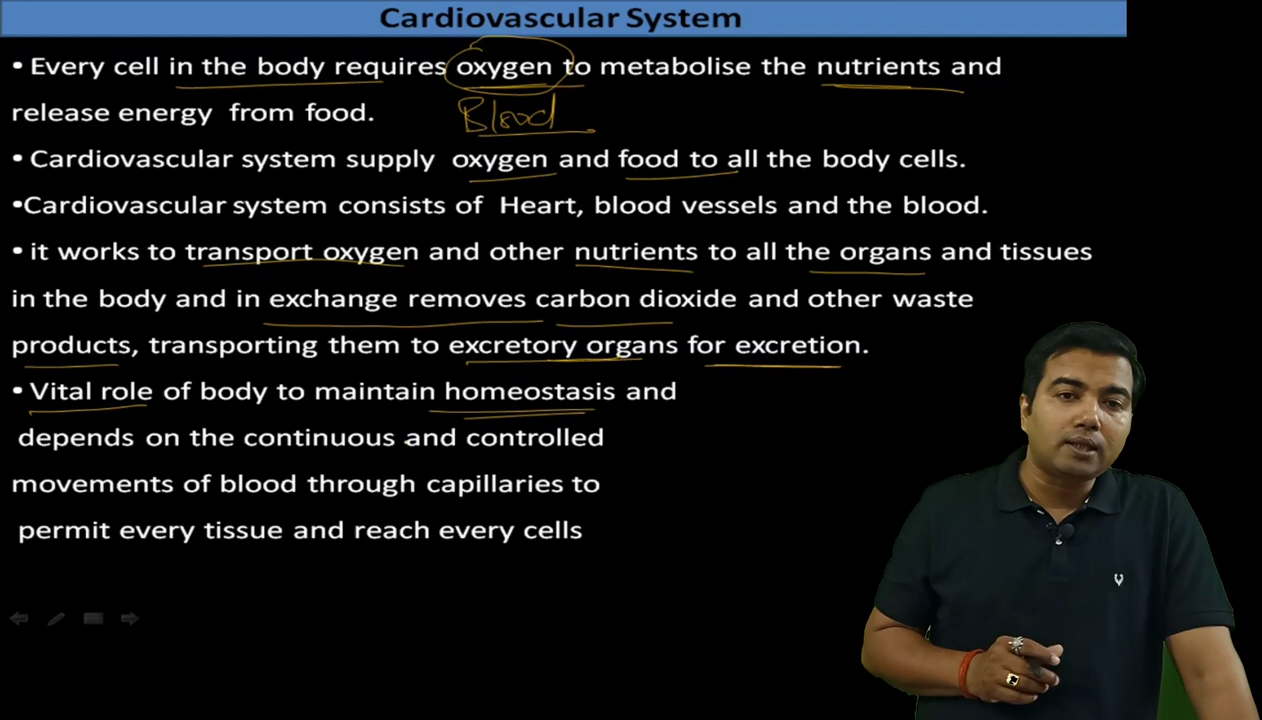 Cardiovascular System
• Every cell in the body requires oxygen to metabolise the nutrients and
release energy from food.
Blood
• Cardiovascular system supply oxygen and food to all the body cells.
•Cardiovascular system consists of Heart, blood vessels and the blood.
• it works to transport oxygen and other nutrients to all the organs and tissues
in the body and in exchange removes carbon dioxide and other waste
products, transporting them to excretory organs for excretion.
• Vital role of body to maintain homeostasis and
depends on the continuous and controlled
movements of blood through capillaries to
permit every tissue and reach every cells